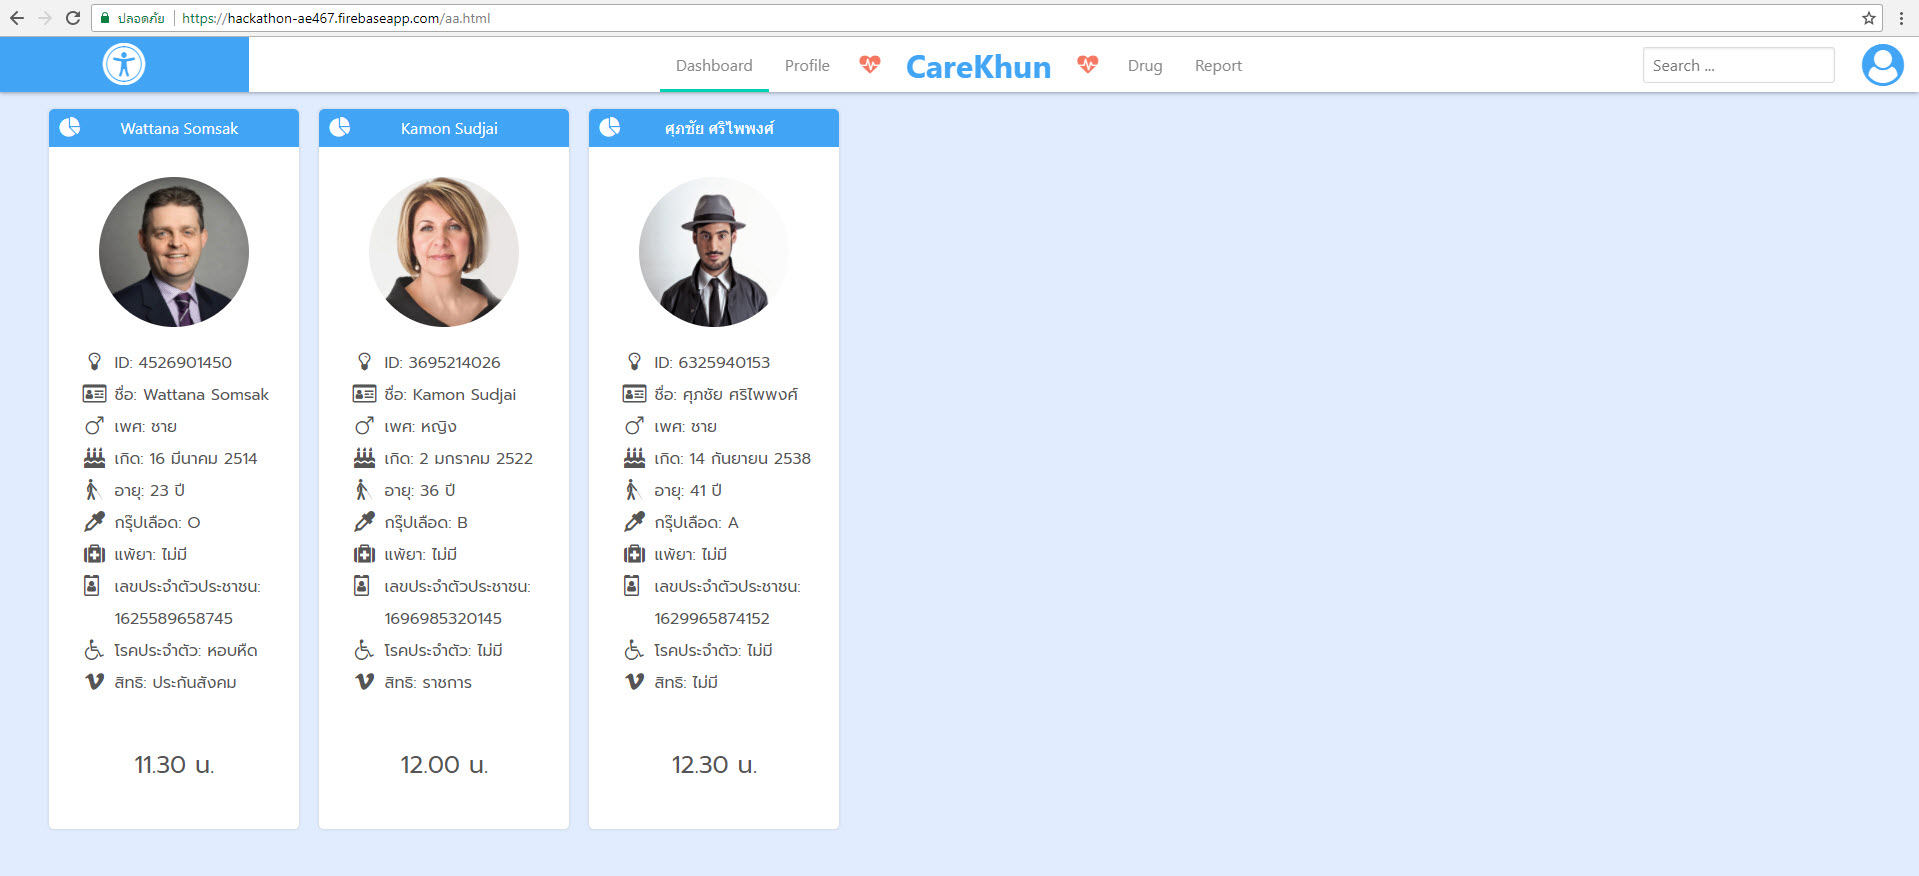 ปลอดภัย https://hackathon-ae467.firebaseapp.com/aa.html
Dashboard Profile CareKhun Drug Report Search ...
Wattana Somsak
ID: 4526901450
ชื่อ: Wattana Somsak
เพศ: ชาย
เกิด: 16 มีนาคม 2514
อายุ: 23 ปี
กรุ๊ปเลือด: O
แพ้ยา: ไม่มี
เลขประจำตัวประชาชน:
1625589658745
โรคประจำตัว: หอบหืด
สิทธิ: ประกันสังคม
11.30 น.
Kamon Sudjai
ID: 3695214026
ชื่อ: Kamon Sudjai
เพศ: หญิง
เกิด: 2 มกราคม 2522
อายุ: 36 ปี
กรุ๊ปเลือด: B
แพ้ยา: ไม่มี
เลขประจำตัวประชาชน:
1696985320145
โรคประจำตัว: ไม่มี
สิทธิ: ราชการ
12.00 น.
ศุภชัย ศริไพพงศ์
ID: 6325940153
ชื่อ: ศุภชัย ศริไพพงศ์
เพศ: ชาย
เกิด: 14 กันยายน 2538
อายุ: 41 ปี
กรุ๊ปเลือด: A
แพ้ยา: ไม่มี
เลขประจำตัวประชาชน:
1629965874152
โรคประจำตัว: ไม่มี
สิทธิ: ไม่มี
12.30 น.